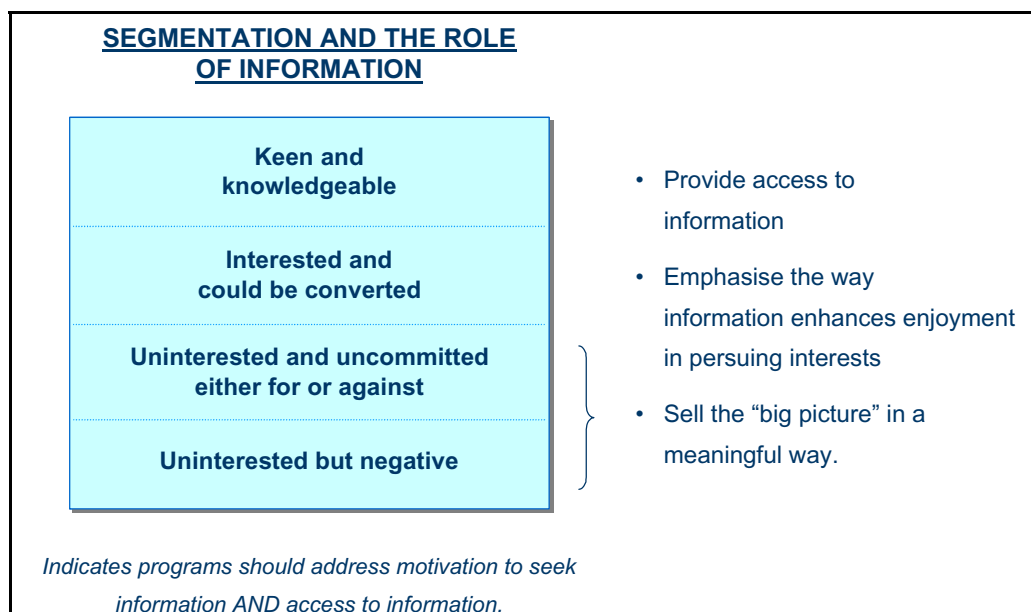 SEGMENTATION AND THE ROLE
OF INFORMATION
Keen and
knowledgeable
Interested and
could be converted
Uninterested and uncommitted
either for or against
Uninterested but negative
• Provide access to
information
• Emphasise the way
information enhances enjoyment
in persuing interests
• Sell the “big picture” in a
meaningful way.
Indicates programs should address motivation to seek
information AND access to information.